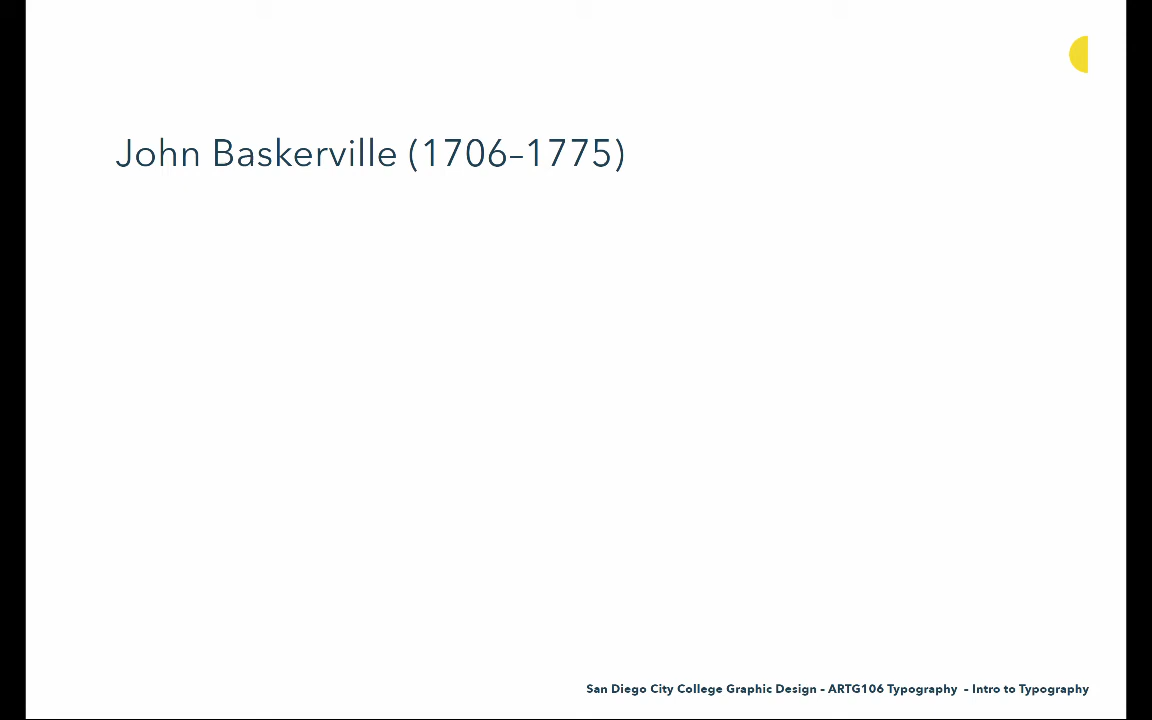 John Baskerville (1706–1775)
San Diego City College Graphic Design – ARTG106 Typography – Intro to Typography